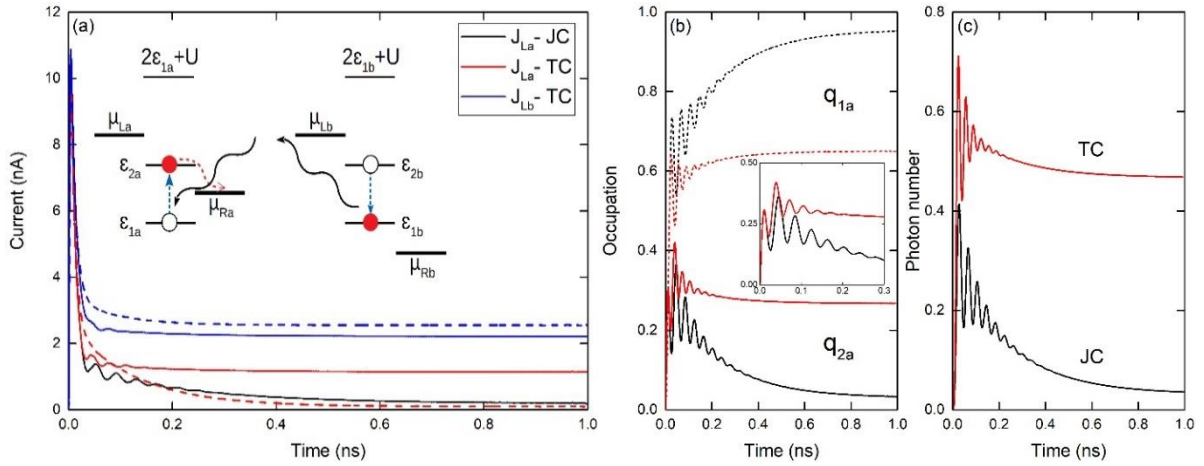 (a)
2ε1a+U
2ε1b+U
JLa- JC
JLa- TC
JLb- TC
μLa
μLb
ε2a
ε2b
μRa
ε1a
ε1b
μRb
Current (nA)
12
10
8
6
4
2
0
0.0 0.2 0.4 0.6 0.8 1.0
Time (ns)
(b)
q1a
q2a
Occupation
1.0
0.8
0.6
0.4
0.2
0.0
0.50
0.25
0.00
0.0 0.1 0.2 0.3
0.0 0.2 0.4 0.6 0.8 1.0
Time (ns)
(c)
TC
JC
Photon number
0.8
0.6
0.4
0.2
0.0
0.0 0.2 0.4 0.6 0.8 1.0
Time (ns)